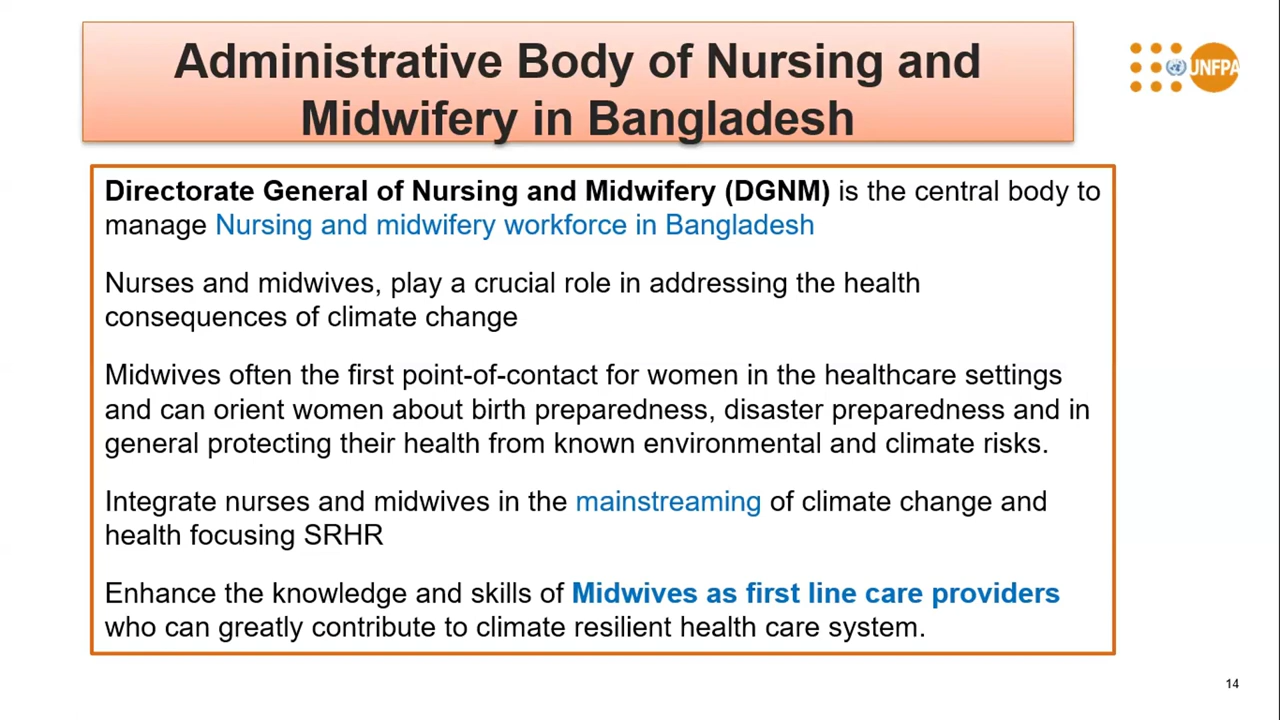 Administrative Body of Nursing and
Midwifery in Bangladesh
UNFPA
Directorate General of Nursing and Midwifery (DGNM) is the central body to
manage Nursing and midwifery workforce in Bangladesh
Nurses and midwives, play a crucial role in addressing the health
consequences of climate change
Midwives often the first point-of-contact for women in the healthcare settings
and can orient women about birth preparedness, disaster preparedness and in
general protecting their health from known environmental and climate risks.
Integrate nurses and midwives in the mainstreaming of climate change and
health focusing SRHR
Enhance the knowledge and skills of Midwives as first line care providers
who can greatly contribute to climate resilient health care system.
14